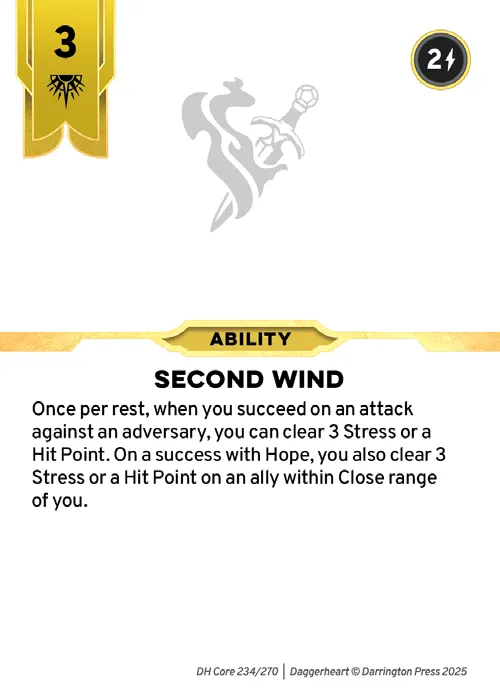 3
2
ABILITY
SECOND WIND
Once per rest, when you succeed on an attack
against an adversary, you can clear 3 Stress or a
Hit Point. On a success with Hope, you also clear 3
Stress or a Hit Point on an ally within Close range
of you.
DH Core 234/270 | Daggerheart © Darrington Press 2025